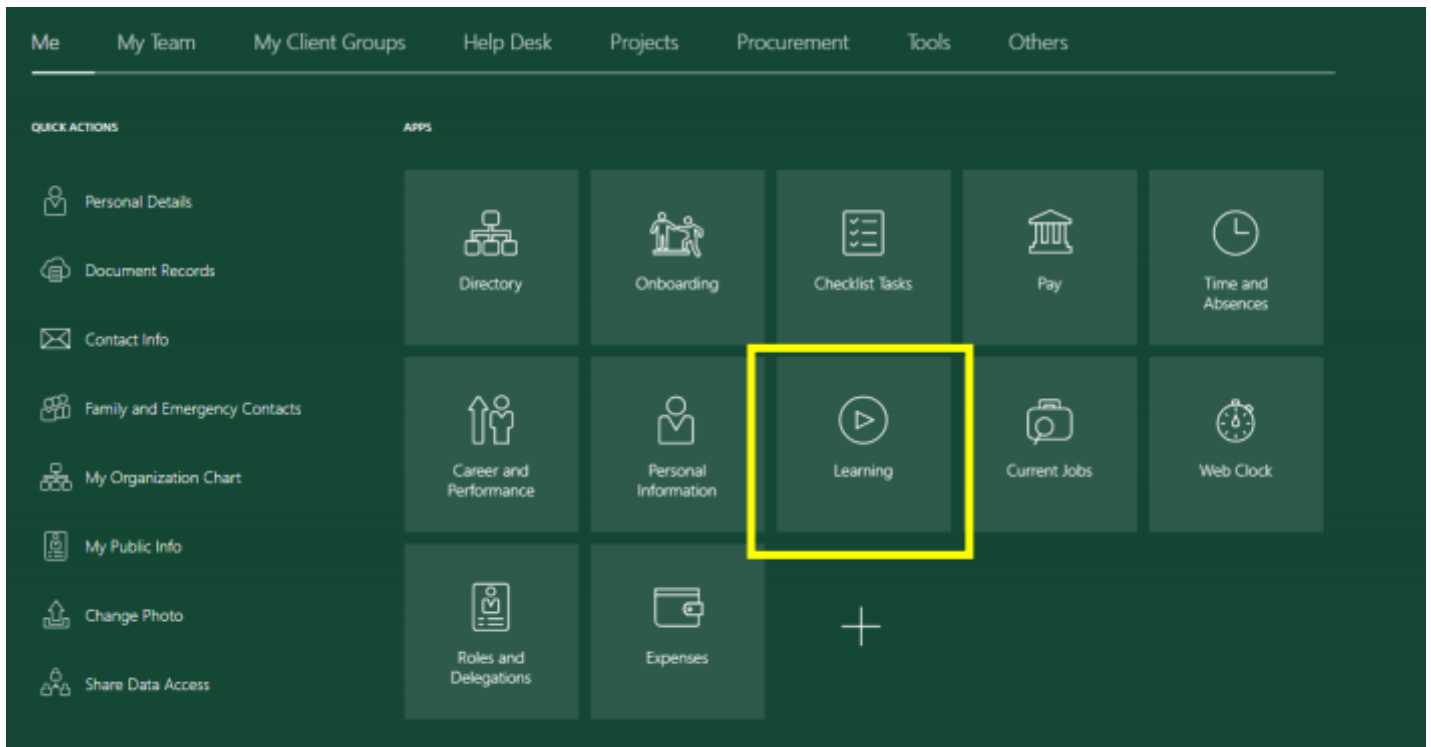 Me My Team My Client Groups Help Desk Projects Procurement Tools Others
QUICK ACTIONS
Personal Details
Document Records
Contact Info
Family and Emergency Contacts
My Organization Chart
My Public Info
Change Photo
Share Data Access
APPS
Directory
Onboarding
Checklist Tasks
Pay
Time and
Absences
Career and
Performance
Personal
Information
Learning
Current Jobs
Web Clock
Roles and
Delegations
Expenses